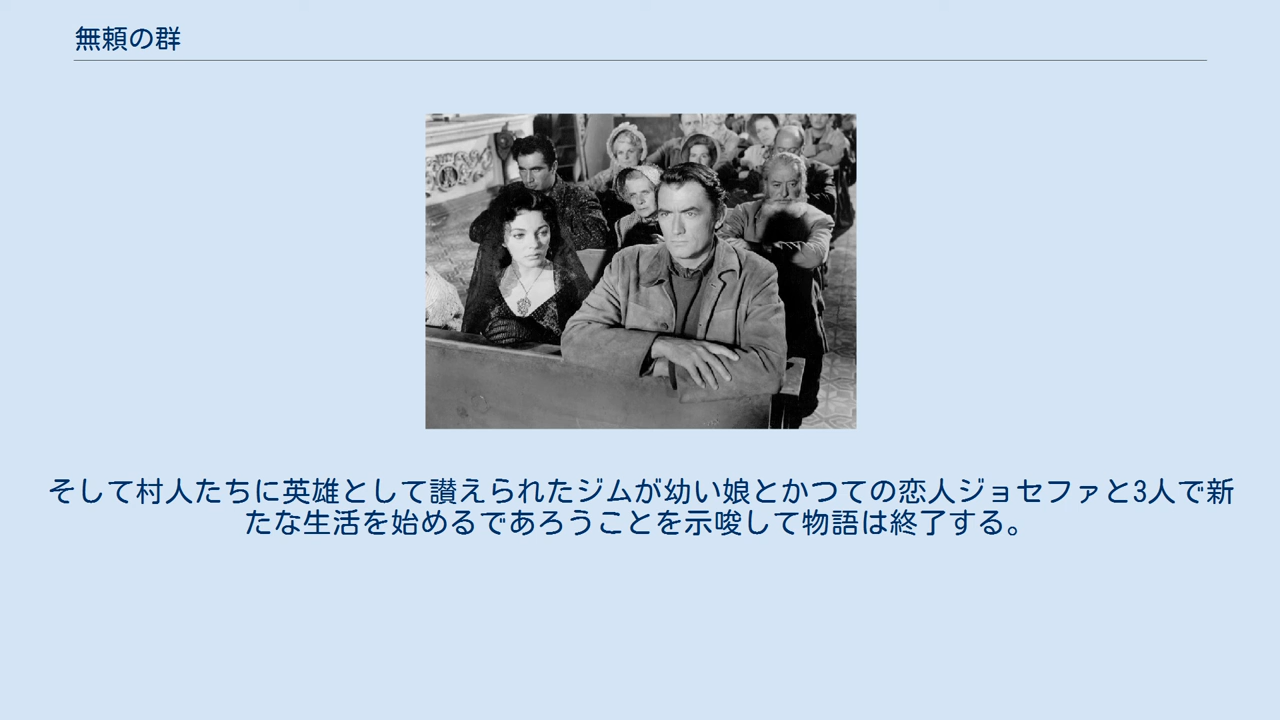 無頼の群
そして村人たちに英雄として讃えられたジムが幼い娘とかつての恋人ジョセファと3人で新
たな生活を始めるであろうことを示唆して物語は終了する。